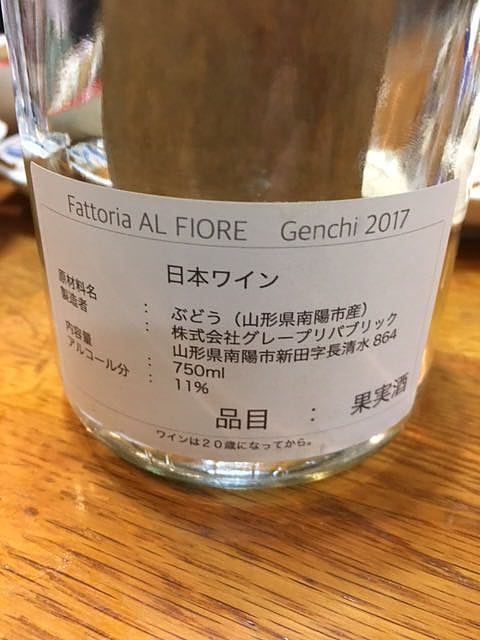 Fattoria AL FIORE Genchi 2017
日本ワイン
原材料名 : ぶどう（山形県南陽市産）
製造者 : 株式会社グレープリパブリック
山形県南陽市新田字長清水864
内容量 : 750ml
アルコール分 : 11%
品目 : 果実酒
ワインは２０歳になってから。